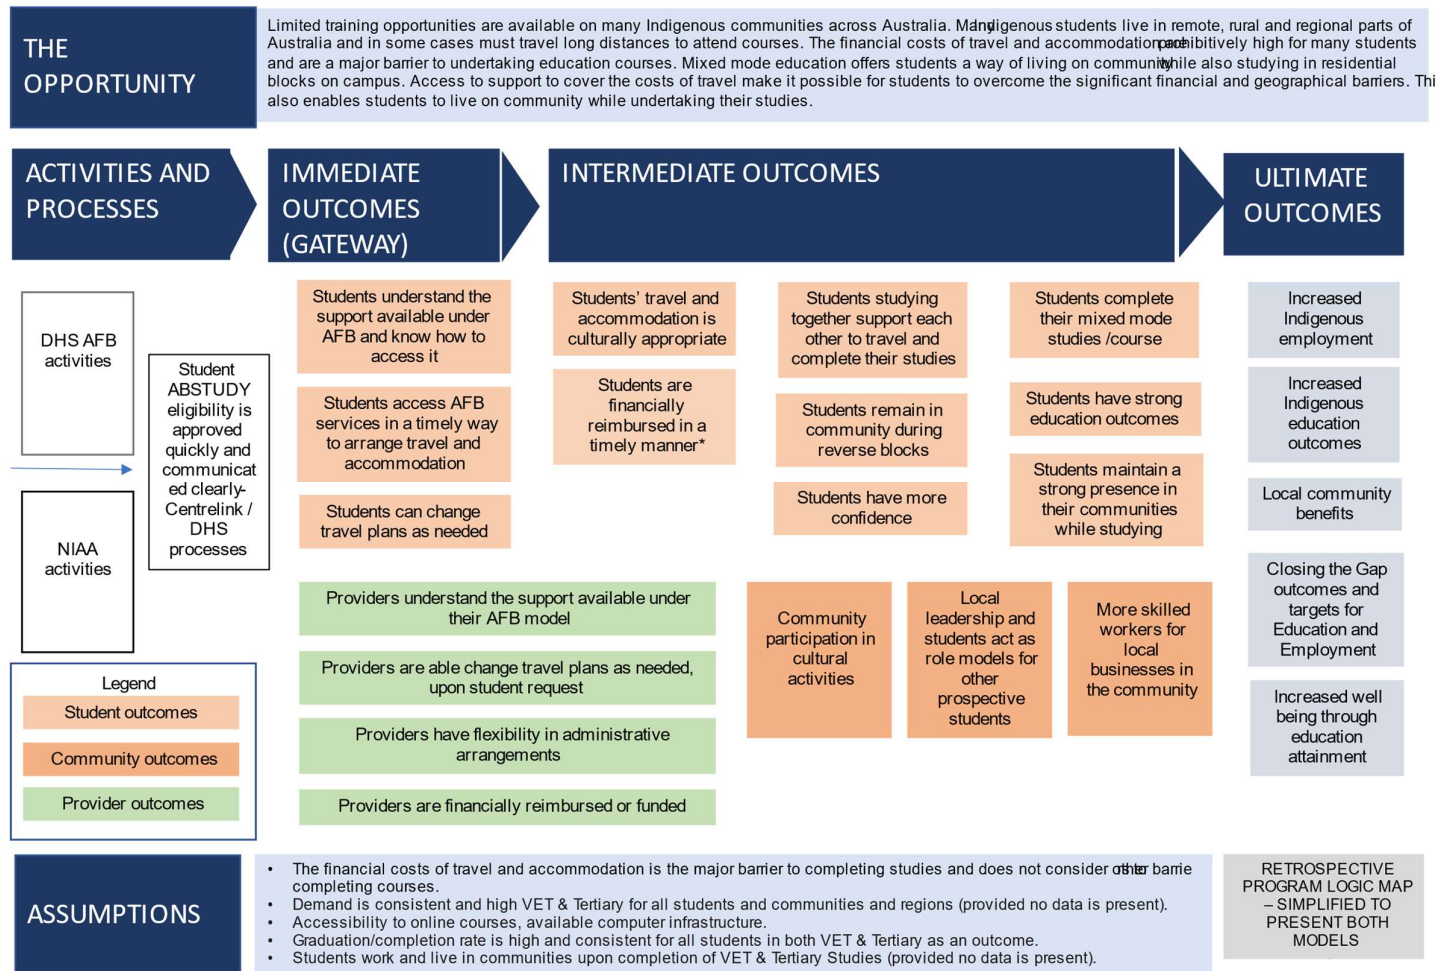 THE
OPPORTUNITY
Limited training opportunities are available on many Indigenous communities across Australia. Many Indigenous students live in remote, rural and regional parts of
Australia and in some cases must travel long distances to attend courses. The financial costs of travel and accommodation are prohibitively high for many students
and are a major barrier to undertaking education courses. Mixed mode education offers students a way of living on community while also studying in residential
blocks on campus. Access to support to cover the costs of travel make it possible for students to overcome the significant financial and geographical barriers. Thi
also enables students to live on community while undertaking their studies.
ACTIVITIES AND
PROCESSES
IMMEDIATE
OUTCOMES
(GATEWAY)
INTERMEDIATE OUTCOMES
ULTIMATE
OUTCOMES
DHS AFB
activities
NIAA
activities
Student
ABSTUDY
eligibility is
approved
quickly and
communicat
ed clearly-
Centrelink /
DHS
processes
Students understand the
support available under
AFB and know how to
access it
Students access AFB
services in a timely way
to arrange travel and
accommodation
Students can change
travel plans as needed
Students' travel and
accommodation is
culturally appropriate
Students are
financially
reimbursed in a
timely manner*
Students studying
together support each
other to travel and
complete their studies
Students remain in
community during
reverse blocks
Students have more
confidence
Students complete
their mixed mode
studies /course
Students have strong
education outcomes
Students maintain a
strong presence in
their communities
while studying
Increased
Indigenous
employment
Increased
Indigenous
education
outcomes
Local community
benefits
Closing the Gap
outcomes and
targets for
Education and
Employment
Increased well
being through
education
attainment
Providers understand the support available under
their AFB model
Providers are able change travel plans as needed,
upon student request
Providers have flexibility in administrative
arrangements
Providers are financially reimbursed or funded
Community
participation in
cultural
activities
Local
leadership and
students act as
role models for
other
prospective
students
More skilled
workers for
local
businesses in
the community
Legend
Student outcomes
Community outcomes
Provider outcomes
ASSUMPTIONS
• The financial costs of travel and accommodation is the major barrier to completing studies and does not consider other barrie
completing courses.
• Demand is consistent and high VET & Tertiary for all students and communities and regions (provided no data is present).
• Accessibility to online courses, available computer infrastructure.
• Graduation/completion rate is high and consistent for all students in both VET & Tertiary as an outcome.
• Students work and live in communities upon completion of VET & Tertiary Studies (provided no data is present).
RETROSPECTIVE
PROGRAM LOGIC MAP
– SIMPLIFIED TO
PRESENT BOTH
MODELS